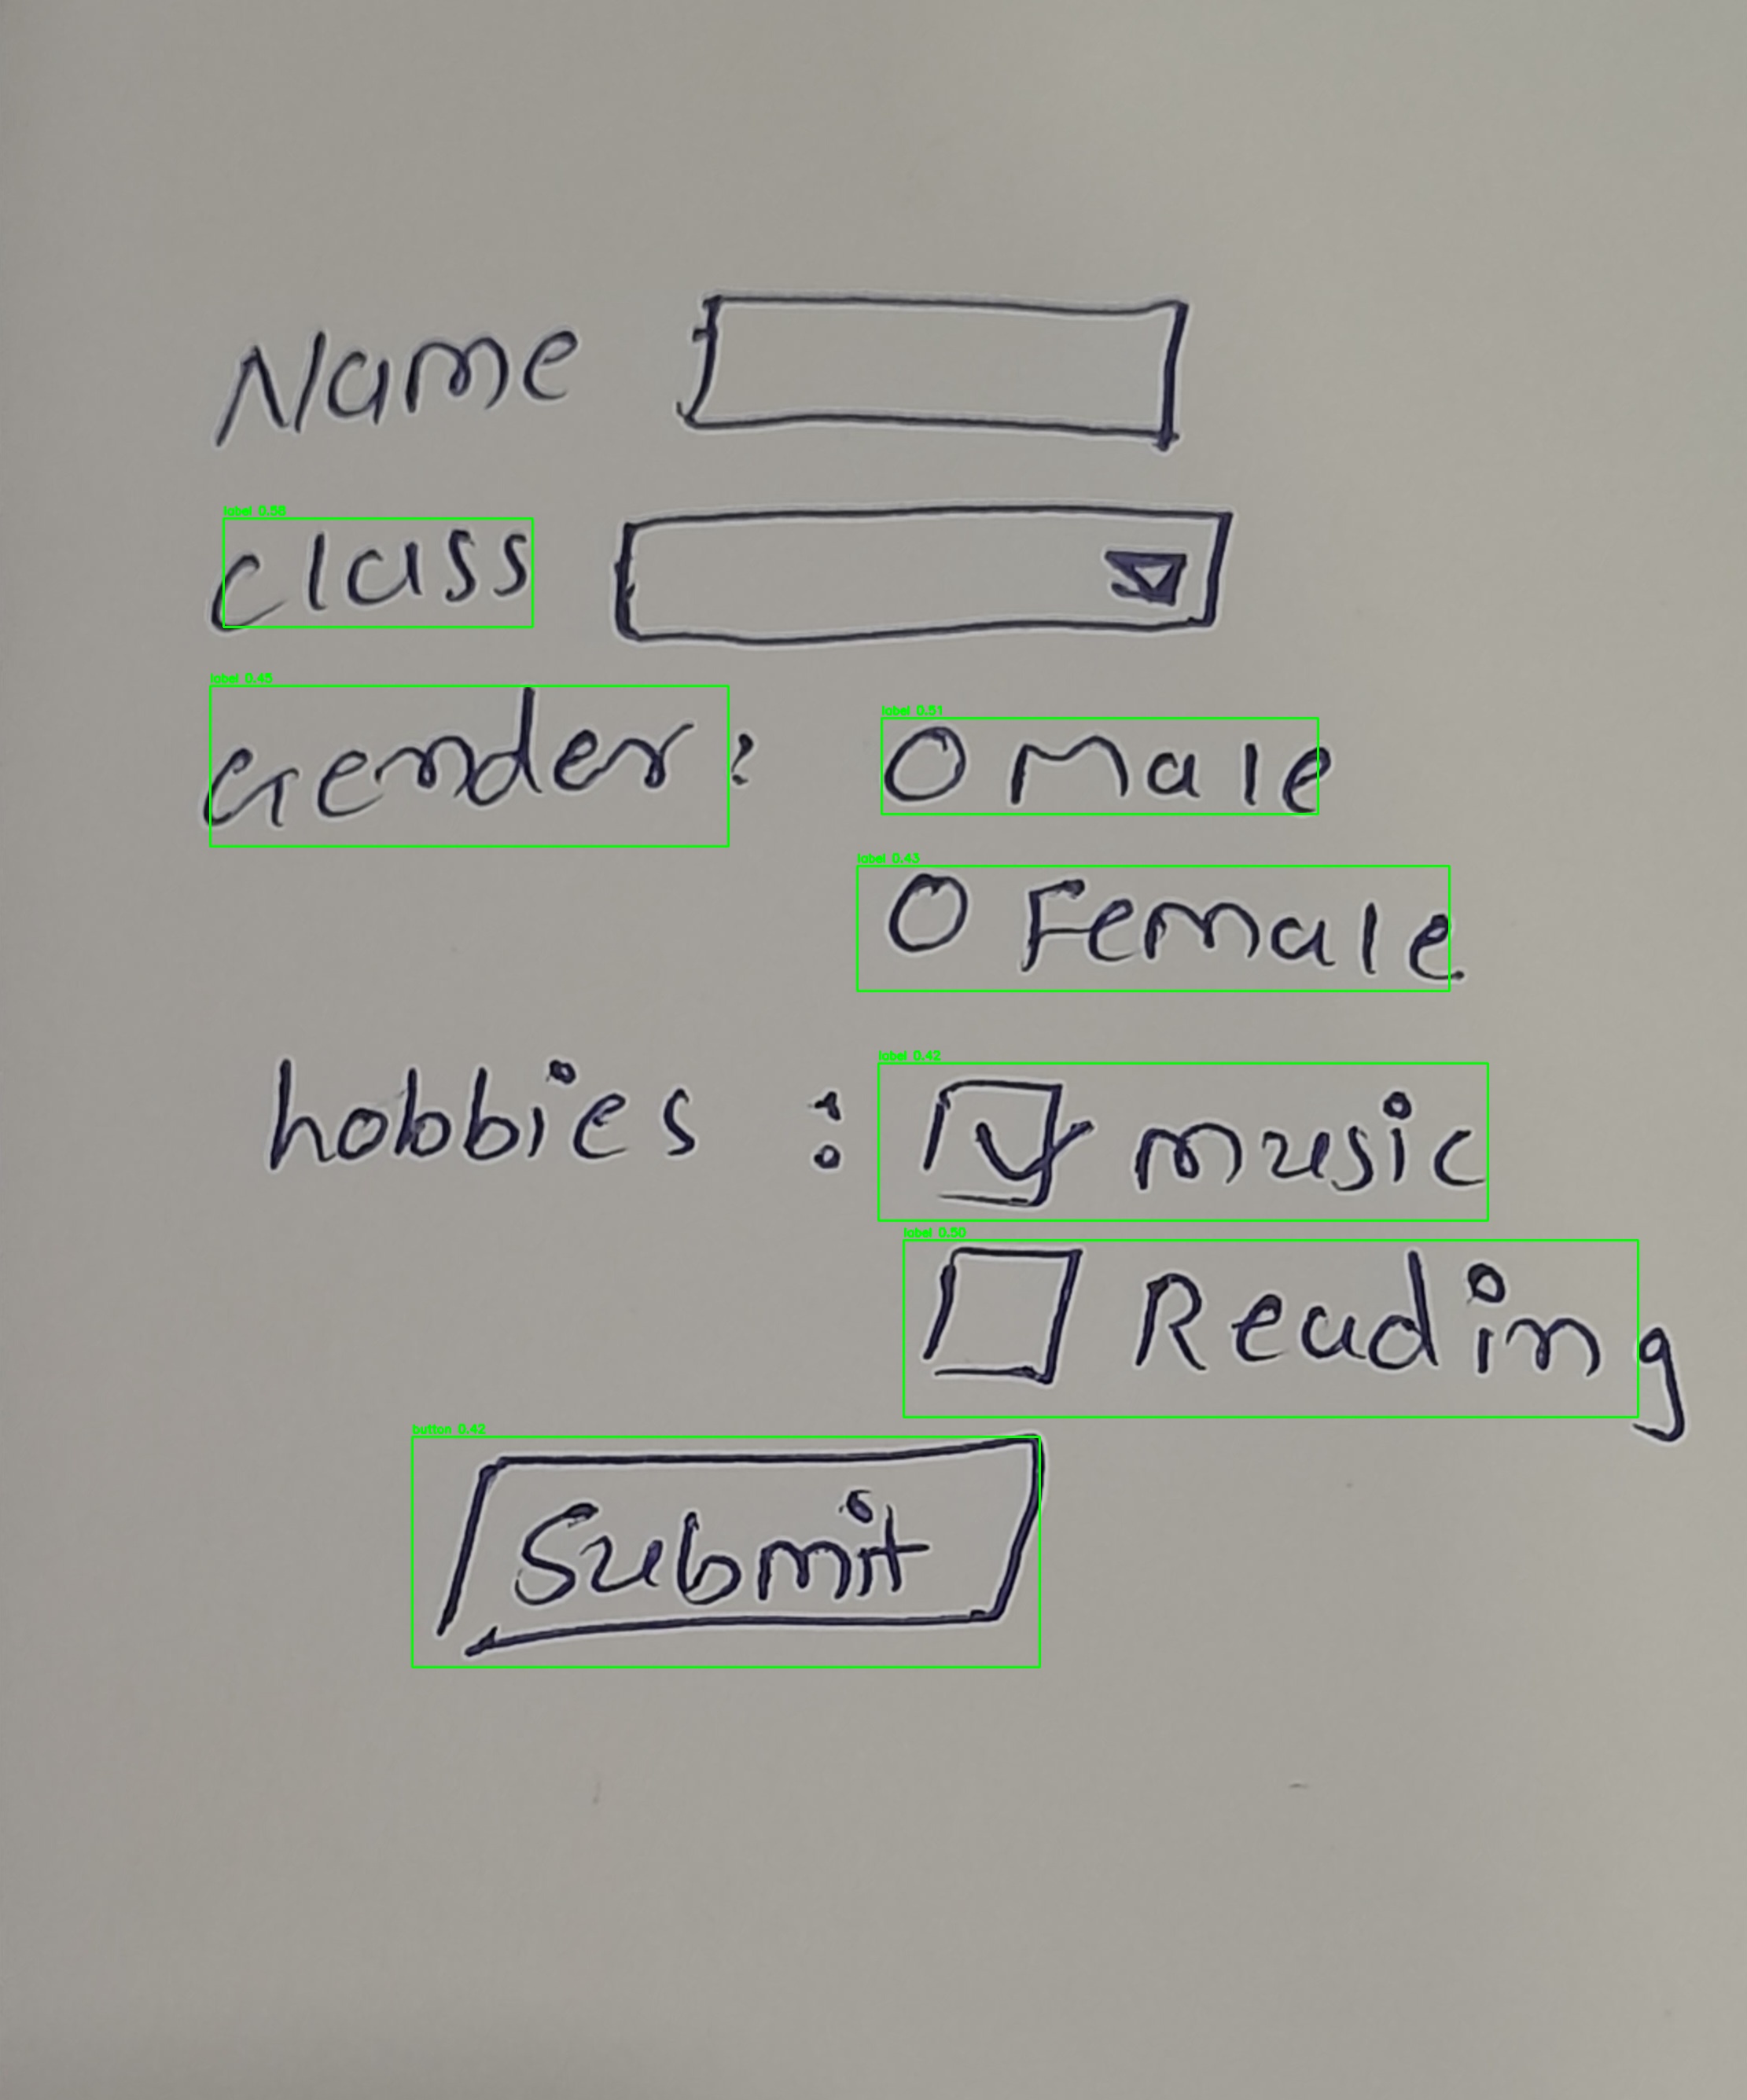 Name
label 0.58
class
label 0.45
Gender:
label 0.51
O Male
label 0.43
O Female
label 0.42
hobbies : music
label 0.50
Reading
button 0.42
Submit